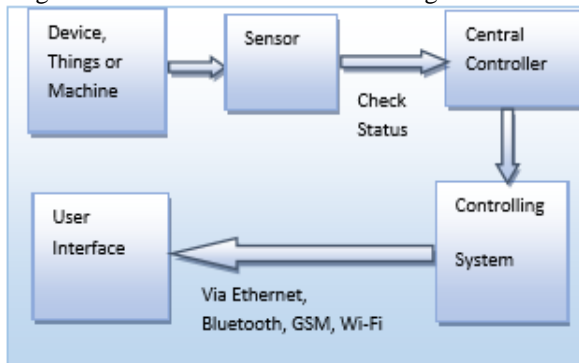 Device,
Things or
Machine
Sensor
Central
Controller
Check
Status
User
Interface
Controlling
System
Via Ethernet,
Bluetooth, GSM, Wi-Fi